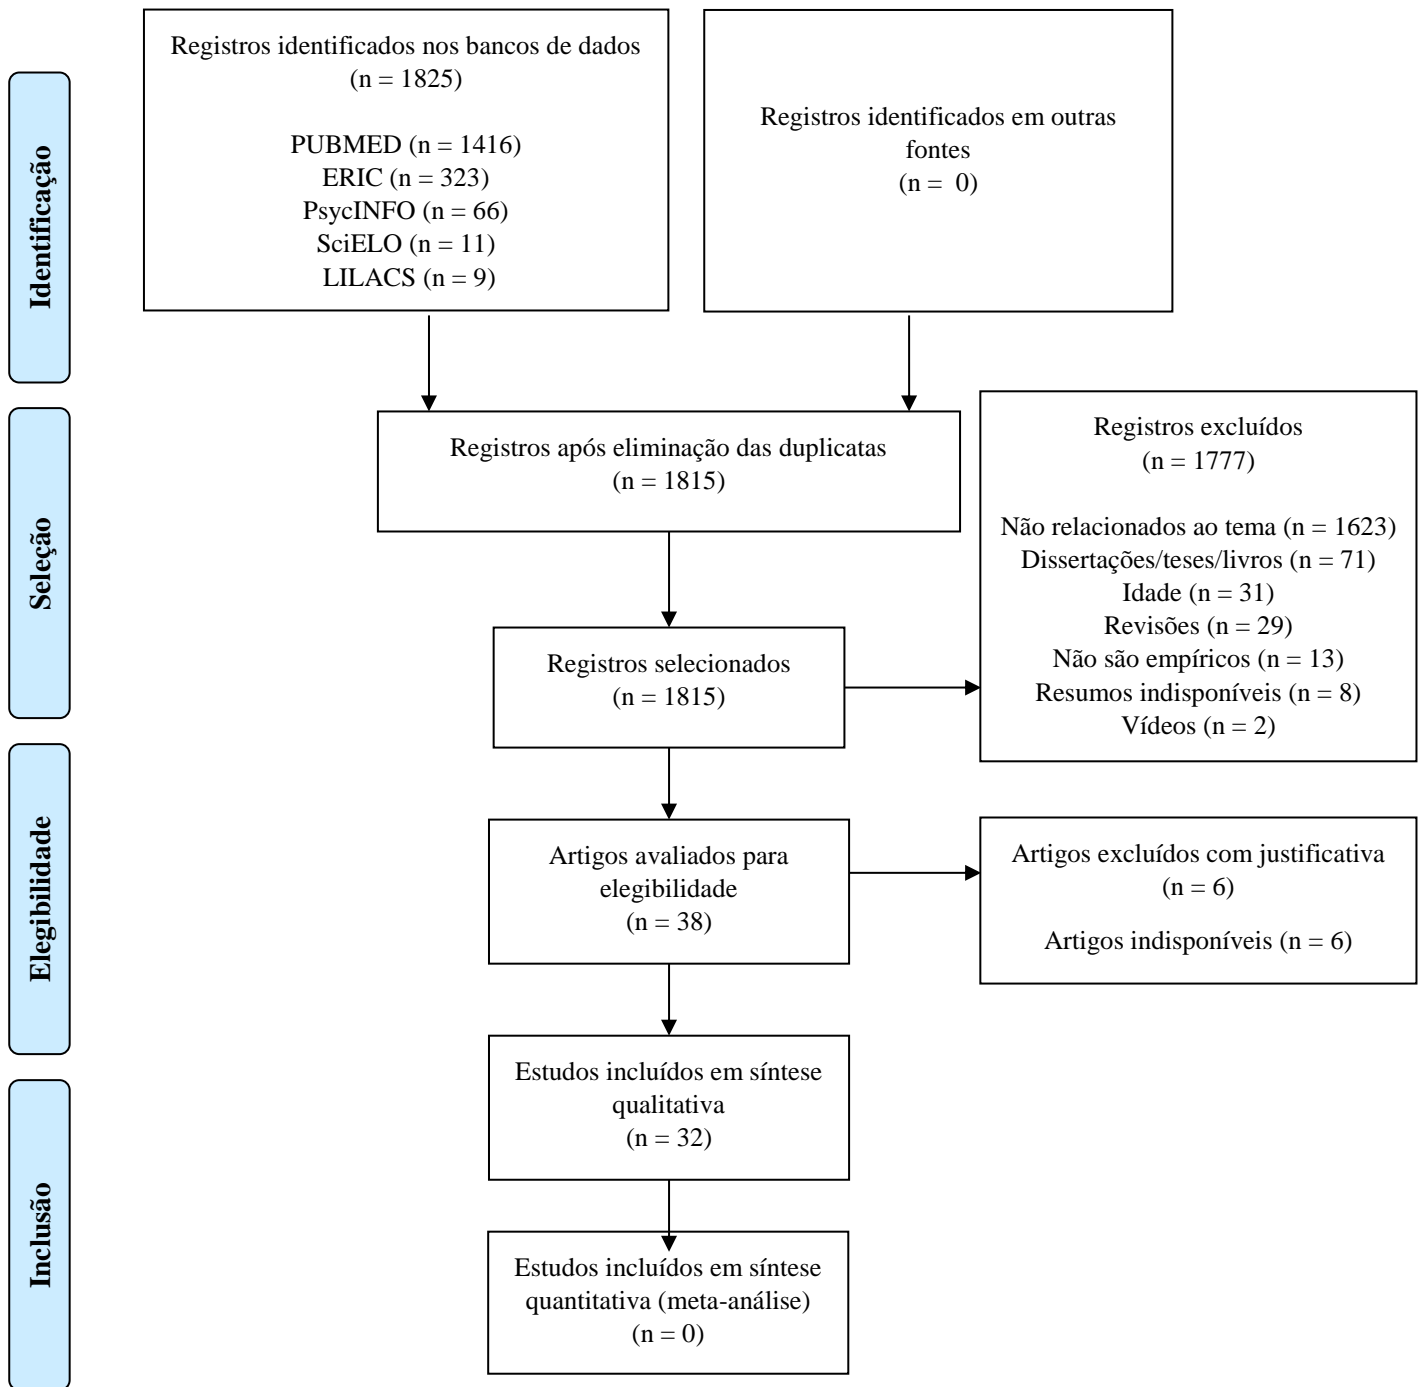 Identificação
Registros identificados nos bancos de dados
(n = 1825)
PUBMED (n = 1416)
ERIC (n = 323)
PsycINFO (n = 66)
SciELO (n = 11)
LILACS (n = 9)
Registros identificados em outras
fontes
(n =  0)
Seleção
Registros após eliminação das duplicatas
(n = 1815)
Registros selecionados
(n = 1815)
Registros excluídos
(n = 1777)
Não relacionados ao tema (n = 1623)
Dissertações/teses/livros (n = 71)
Idade (n = 31)
Revisões (n = 29)
Não são empíricos (n = 13)
Resumos indisponíveis (n = 8)
Vídeos (n = 2)
Elegibilidade
Artigos avaliados para
elegibilidade
(n = 38)
Artigos excluídos com justificativa
(n = 6)
Artigos indisponíveis (n = 6)
Inclusão
Estudos incluídos em síntese
qualitativa
(n = 32)
Estudos incluídos em síntese
quantitativa (meta-análise)
(n = 0)